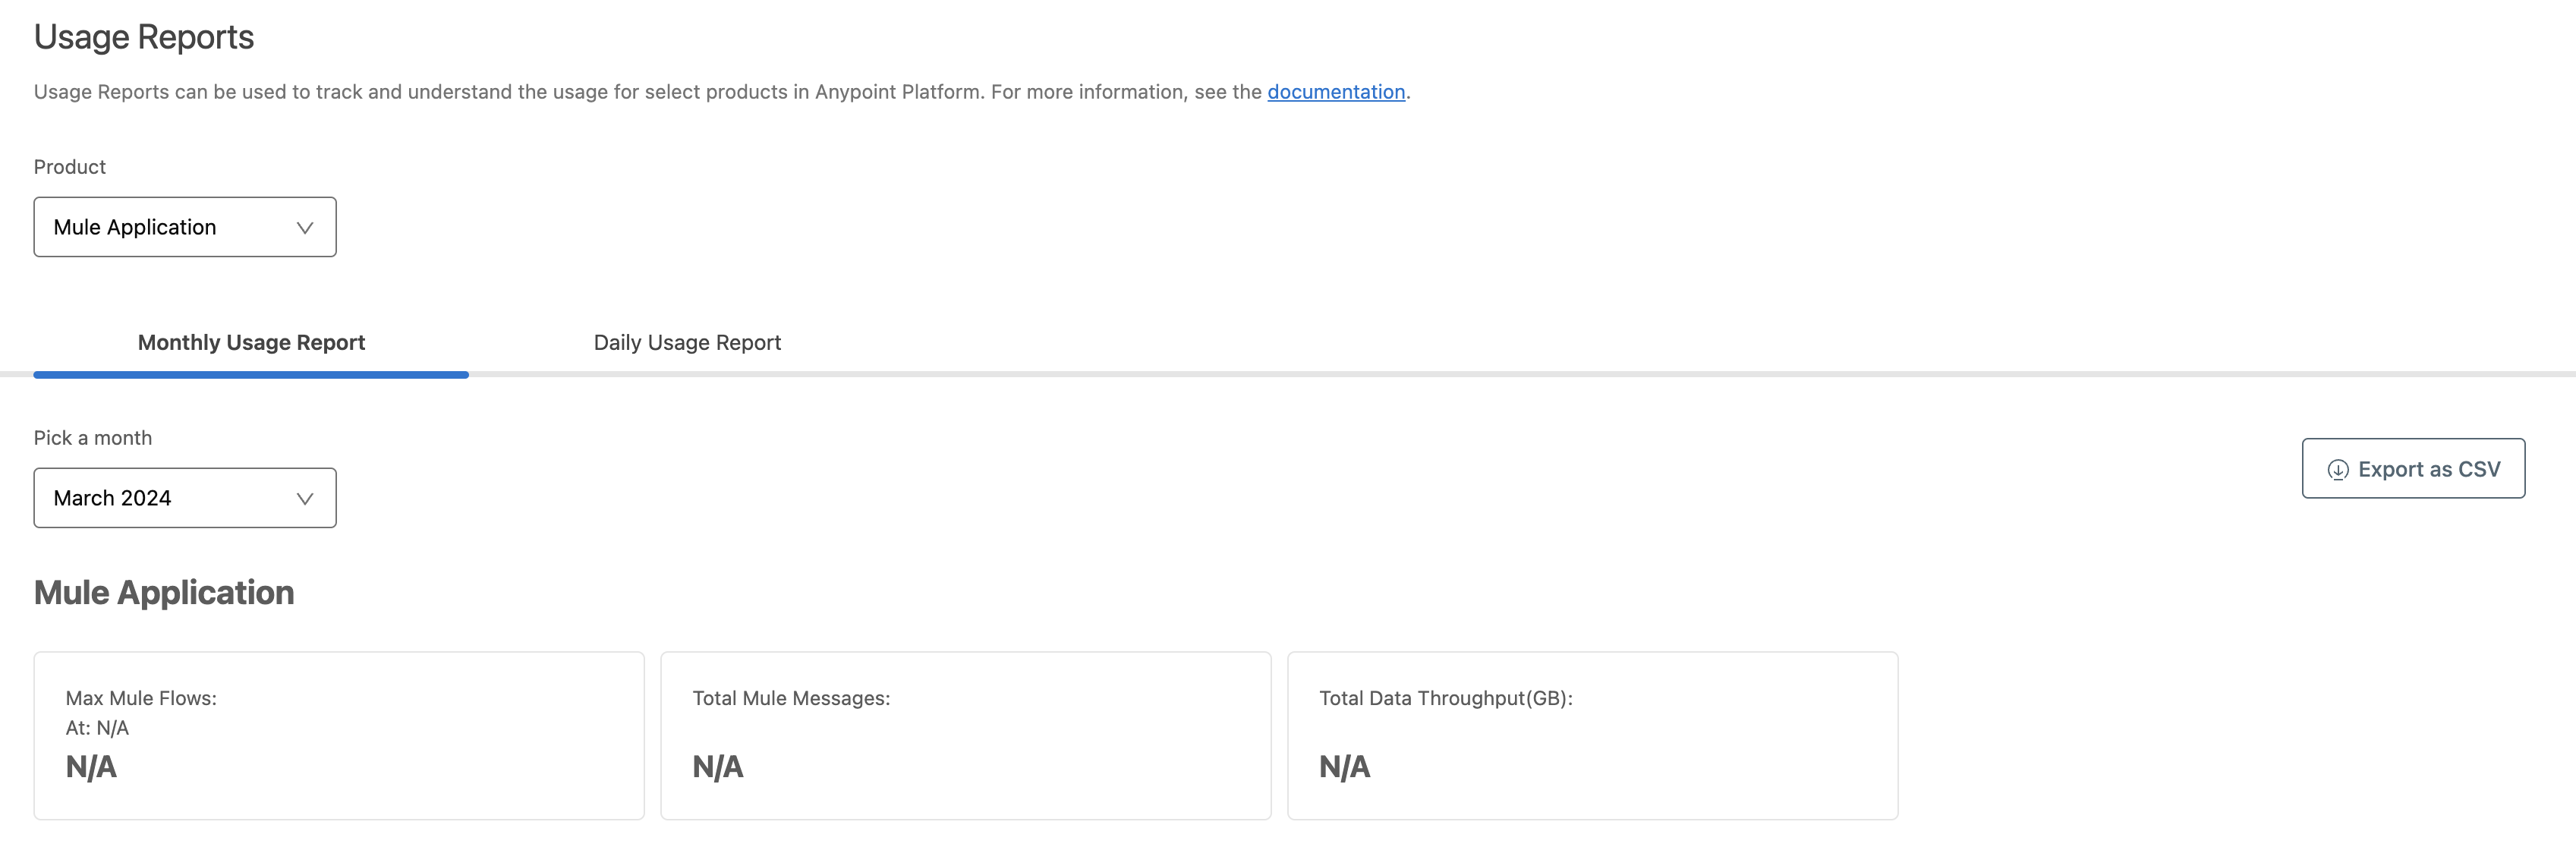 Usage Reports
Usage Reports can be used to track and understand the usage for select products in Anypoint Platform. For more information, see the documentation.
Product
Mule Application
Monthly Usage Report
Daily Usage Report
Pick a month
March 2024
Export as CSV
Mule Application
Max Mule Flows:
At: N/A
N/A
Total Mule Messages:
N/A
Total Data Throughput(GB):
N/A